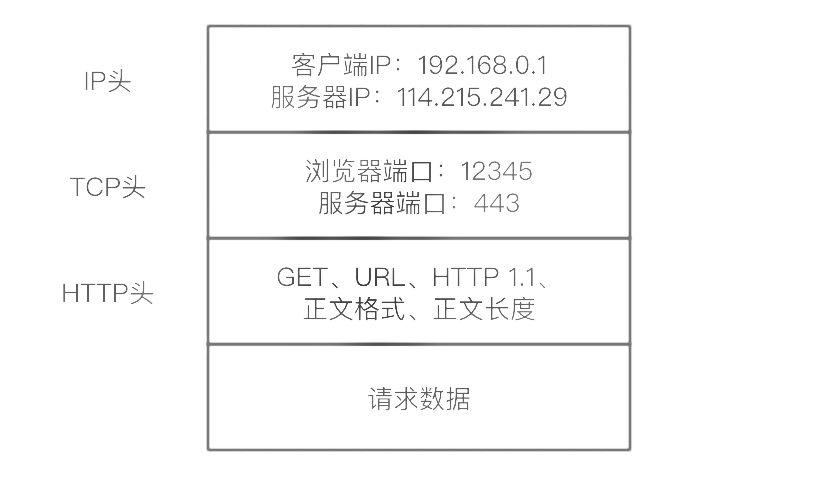 IP头
客户端IP：192.168.0.1
服务器IP：114.215.241.29
TCP头
浏览器端口：12345
服务器端口：443
HTTP头
GET、URL、HTTP 1.1、
正文格式、正文长度
请求数据